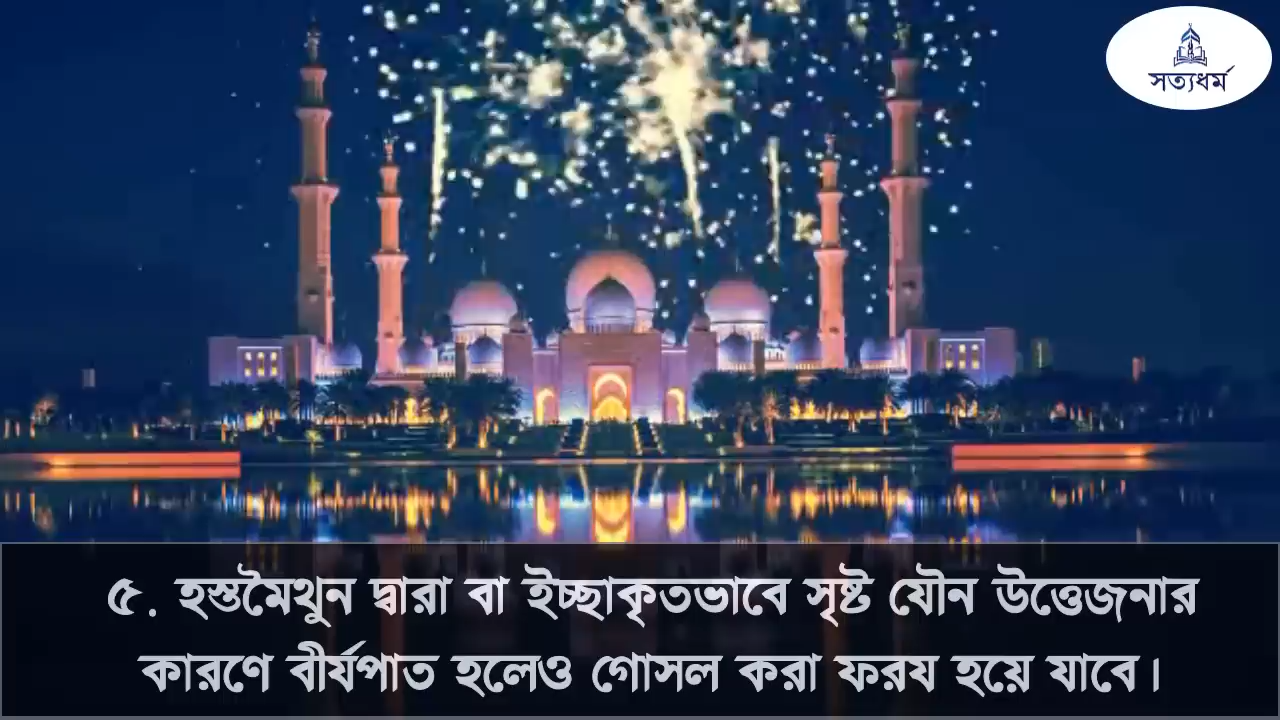 সত্যধর্ম
৫. হস্তমৈথুন দ্বারা বা ইচ্ছাকৃতভাবে সৃষ্ট যৌন উত্তেজনার
কারণে বীর্যপাত হলেও গোসল করা ফরয হয়ে যাবে।